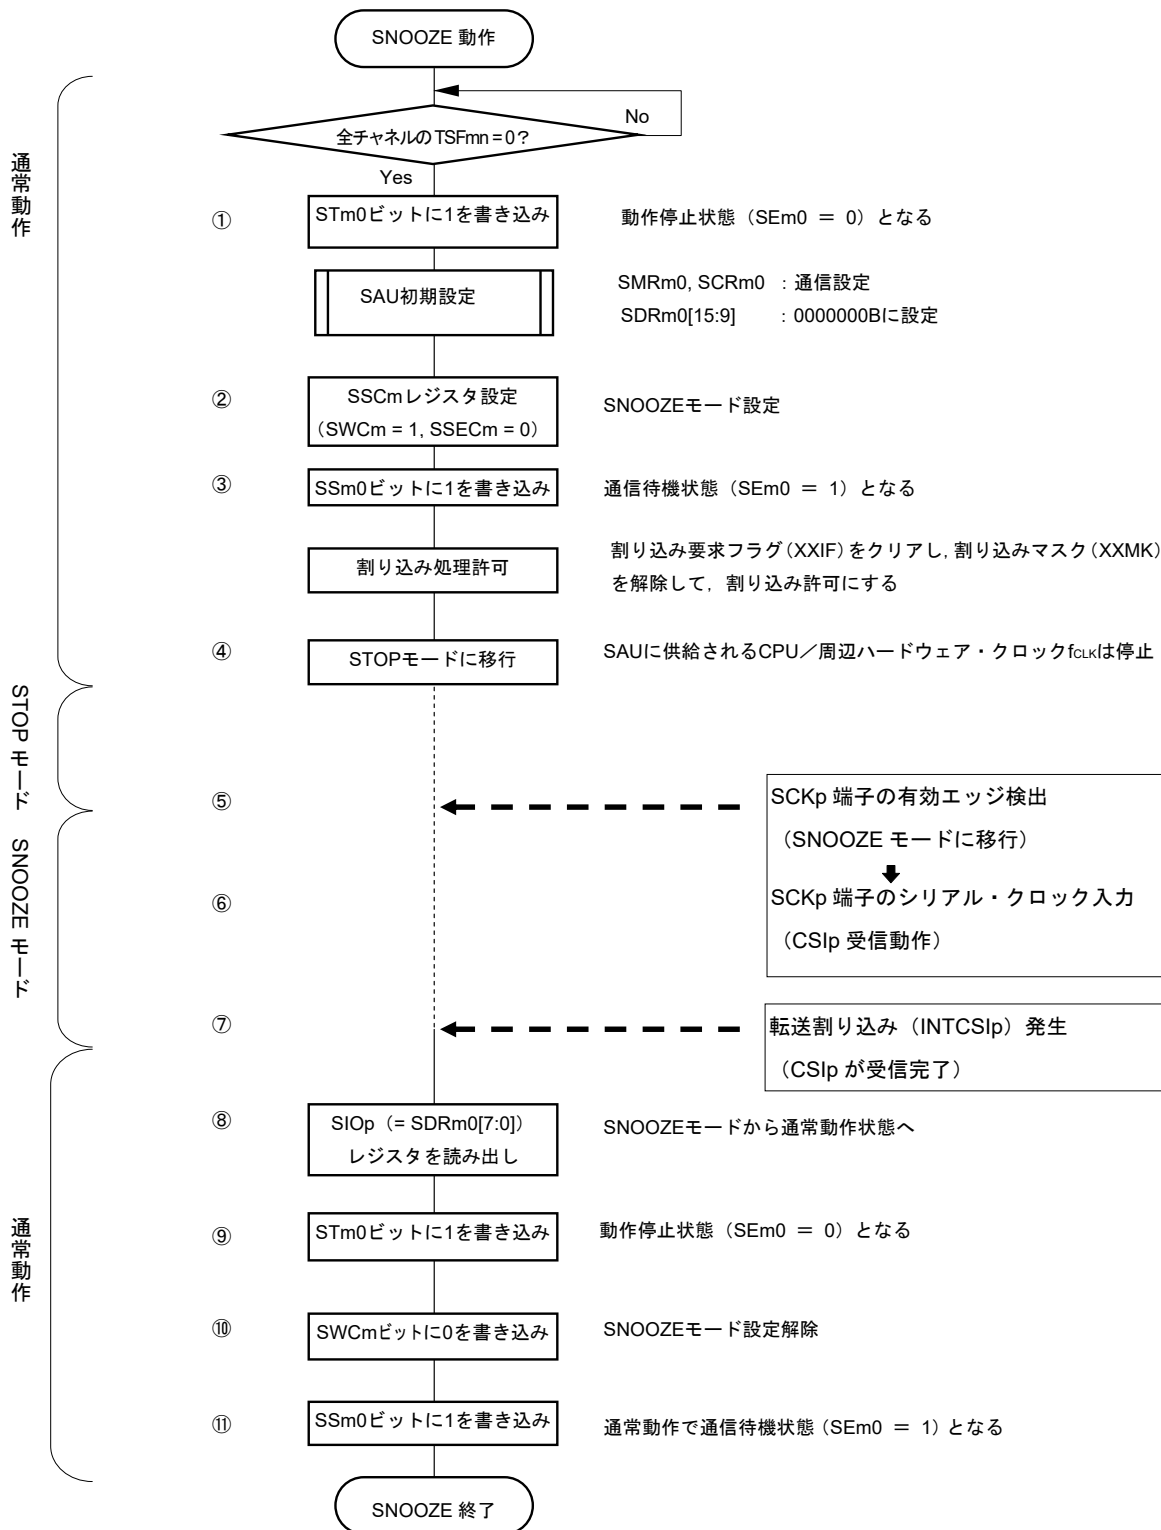 SNOOZE 動作
No
全チャネルの TSFmn = 0？
Yes
通常動作
① STm0ビットに1を書き込み 動作停止状態（SEm0 ＝ 0）となる
SAU初期設定
SMRm0, SCRm0 ：通信設定
SDRm0[15:9] ：0000000Bに設定
② SSCmレジスタ設定
（SWCm = 1, SSECm = 0）
SNOOZEモード設定
③ SSm0ビットに1を書き込み 通信待機状態（SEm0 ＝ 1）となる
割り込み処理許可
割り込み要求フラグ（XXIF）をクリアし, 割り込みマスク（XXMK）
を解除して，割り込み許可にする
④ STOPモードに移行 SAUに供給されるCPU／周辺ハードウェア・クロックfCLKは停止
STOP モード
⑤ SCKp 端子の有効エッジ検出
（SNOOZE モードに移行）
SNOOZE モード
⑥ SCKp 端子のシリアル・クロック入力
（CSIp 受信動作）
⑦ 転送割り込み（INTCSIp）発生
（CSIp が受信完了）
通常動作
⑧ SIOp（= SDRm0[7:0]）
レジスタを読み出し
SNOOZEモードから通常動作状態へ
⑨ STm0ビットに1を書き込み 動作停止状態（SEm0 ＝ 0）となる
⑩ SWCmビットに0を書き込み SNOOZEモード設定解除
⑪ SSm0ビットに1を書き込み 通常動作で通信待機状態（SEm0 ＝ 1）となる
SNOOZE 終了